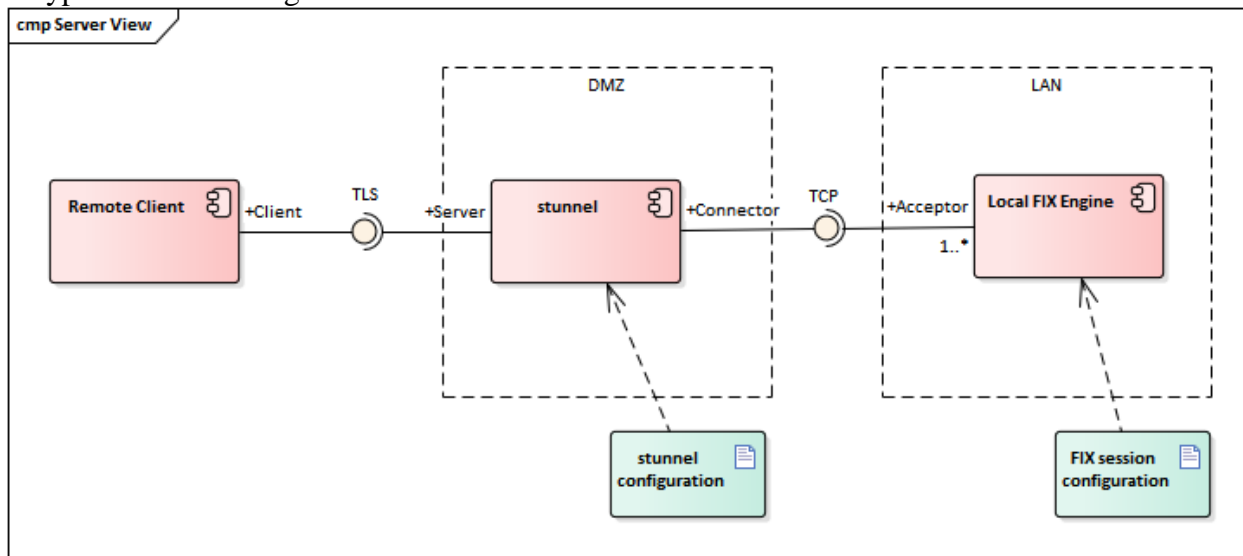 cmp Server View
DMZ
LAN
Remote Client
+Client
TLS
+Server
stunnel
+Connector
TCP
+Acceptor
1..*
Local FIX Engine
stunnel
configuration
FIX session
configuration